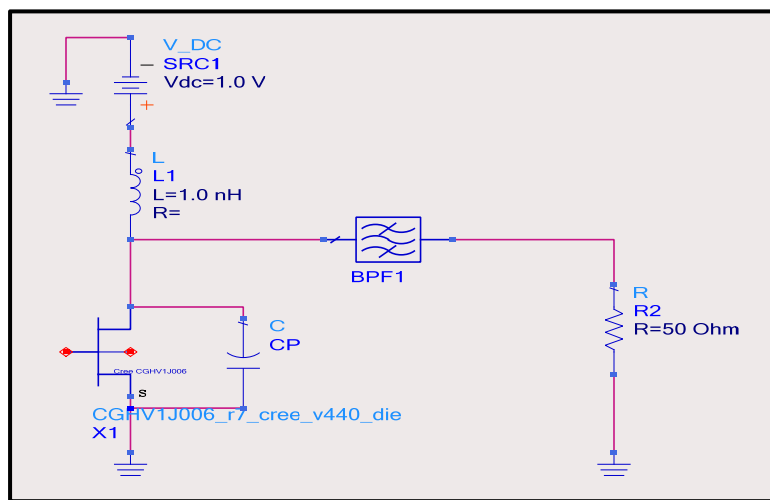 V_DC
SRC1
Vdc=1.0 V
L
L1
L=1.0 nH
R=
BPF1
R
R2
R=50 Ohm
C
CP
Cree CGHV1J006
S
CGHV1J006_r7_cree_v440_die
X1